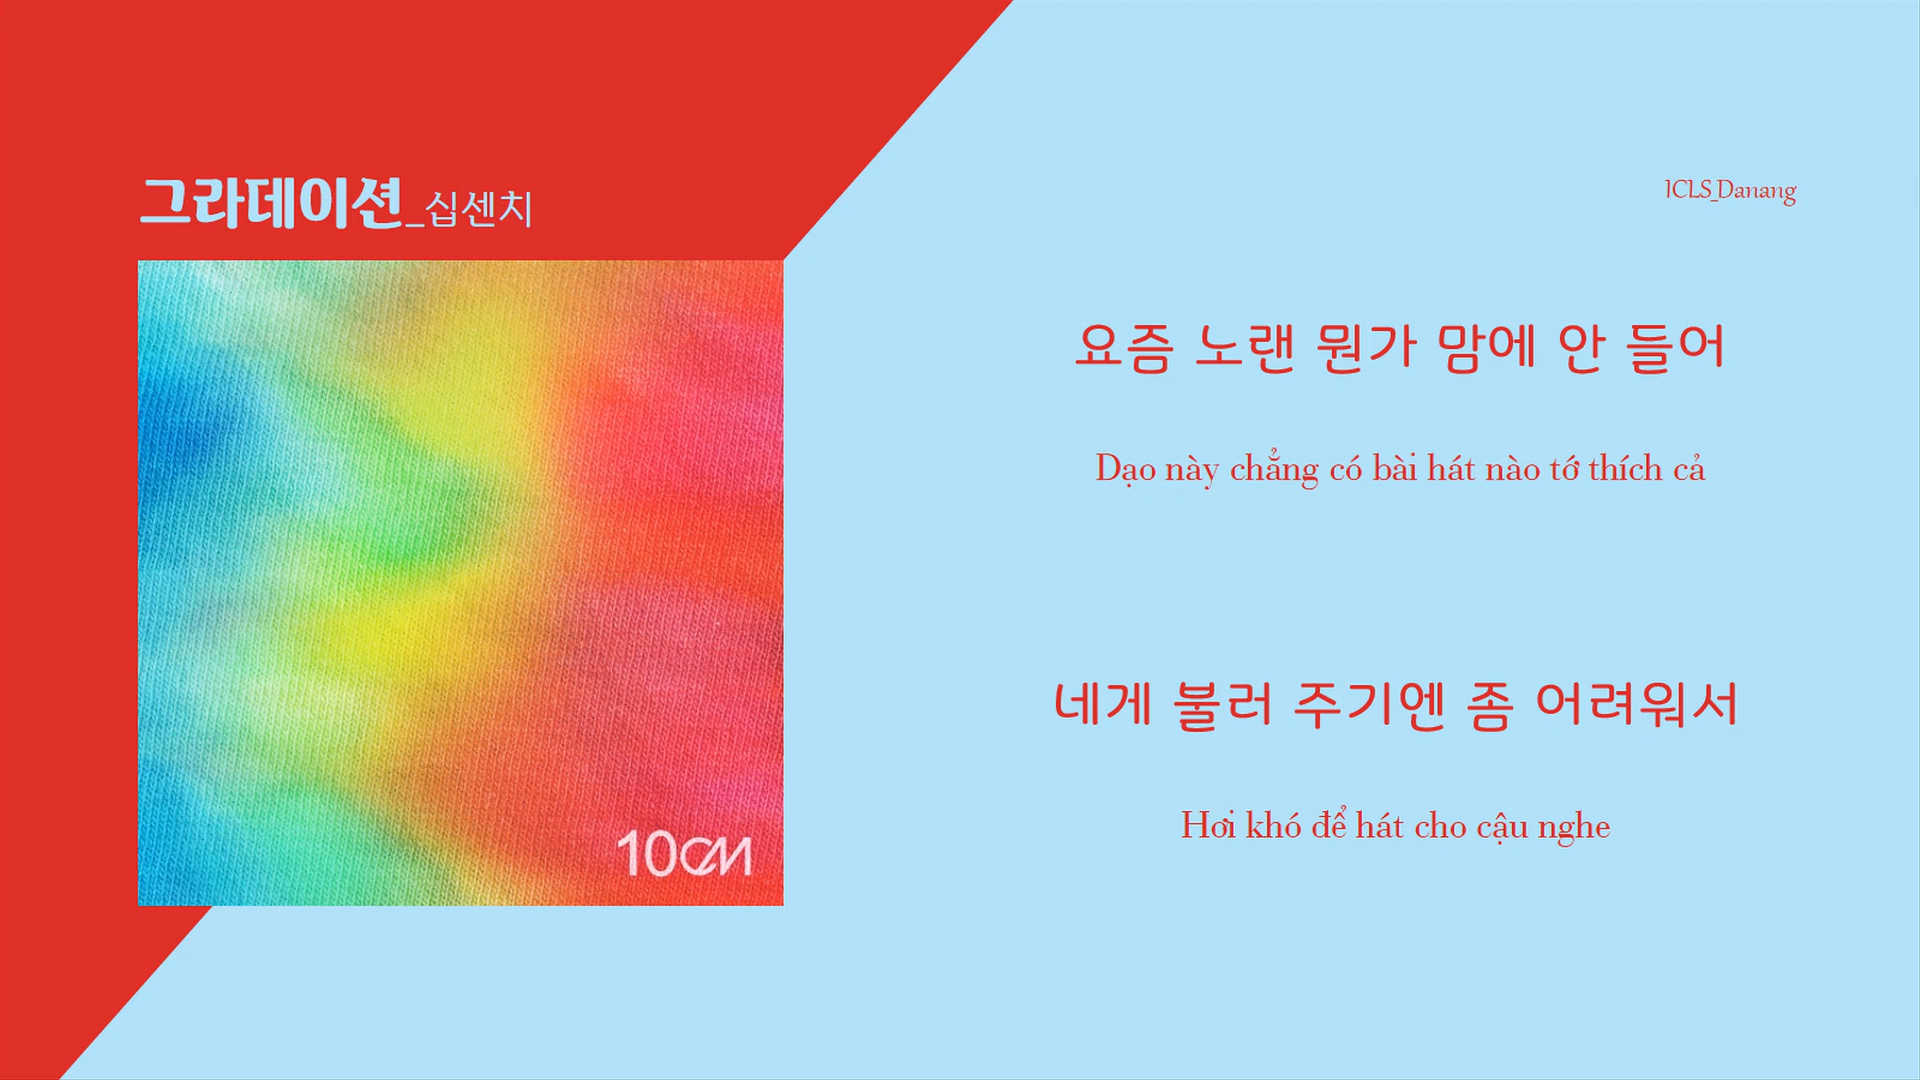 그라데이션_십센치
ICLS_Danang
요즘 노랜 뭔가 맘에 안 들어
Dạo này chẳng có bài hát nào tớ thích cả
네게 불러 주기엔 좀 어려워서
Hơi khó để hát cho cậu nghe
10CM